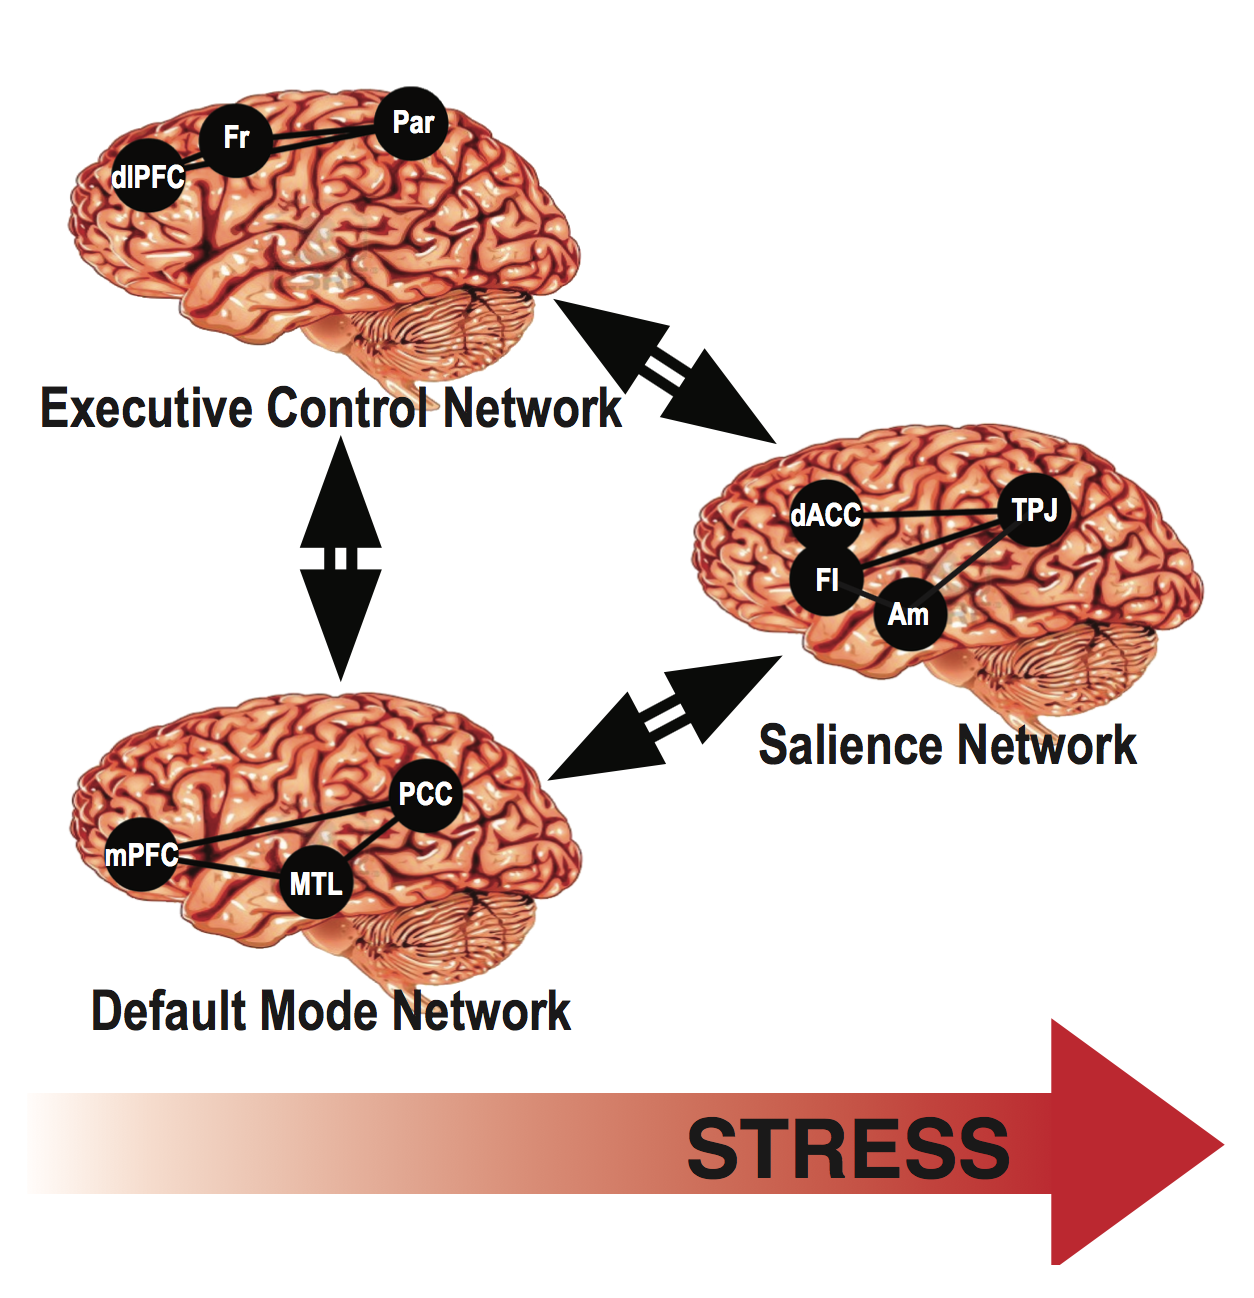 Par
Fr
dlPFC
Executive Control Network
dACC
TPJ
FI
Am
Salience Network
PCC
mPFC
MTL
Default Mode Network
STRESS